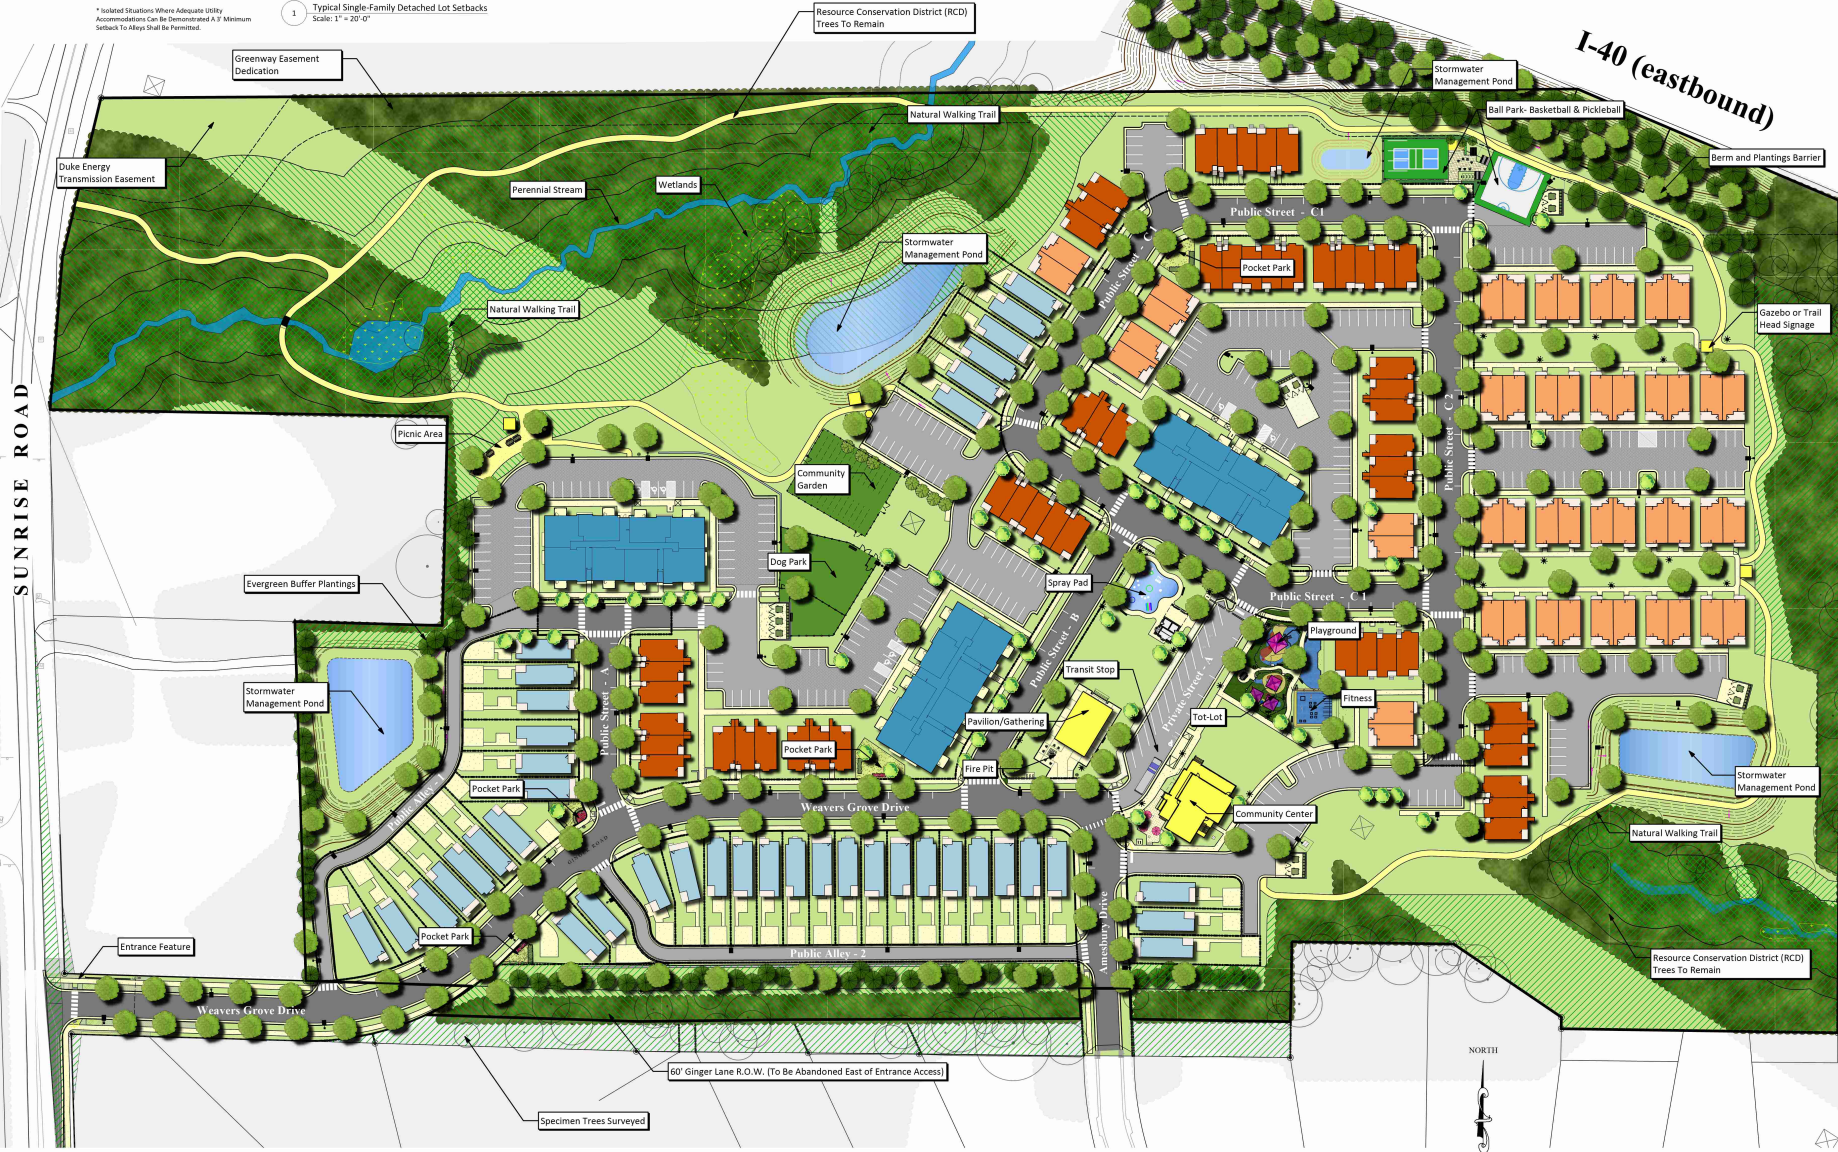 * Isolated Situations Where Adequate Utility
Accommodations Can Be Demonstrated A 3' Minimum
Setback To Alleys Shall Be Permitted.
1
Typical Single-Family Detached Lot Setbacks
Scale: 1" = 20'-0"
Resource Conservation District (RCD)
Trees To Remain
I-40 (eastbound)
Greenway Easement
Dedication
Stormwater
Management Pond
Natural Walking Trail
Ball Park- Basketball & Pickleball
Duke Energy
Transmission Easement
Berm and Plantings Barrier
Perennial Stream
Wetlands
Public Street - C1
Stormwater
Management Pond
Pocket Park
Public Street - C
Natural Walking Trail
Gazebo or Trail
Head Signage
SUNRISE ROAD
Picnic Area
Public Street - C 2
Community
Garden
Dog Park
Evergreen Buffer Plantings
Spray Pad
Public Street - C 1
Playground
Public Street - B
Transit Stop
Private Street - A
Stormwater
Management Pond
Public Street - A
Fitness
Tot-Lot
Pavilion/Gathering
Pocket Park
Fire Pit
Stormwater
Management Pond
Pocket Park
Public Alley - 1
Weavers Grove Drive
Community Center
Natural Walking Trail
GINGER ROAD
Pocket Park
Entrance Feature
Public Alley - 2
Amesbury Drive
Resource Conservation District (RCD)
Trees To Remain
Weavers Grove Drive
NORTH
60' Ginger Lane R.O.W. (To Be Abandoned East of Entrance Access)
Specimen Trees Surveyed